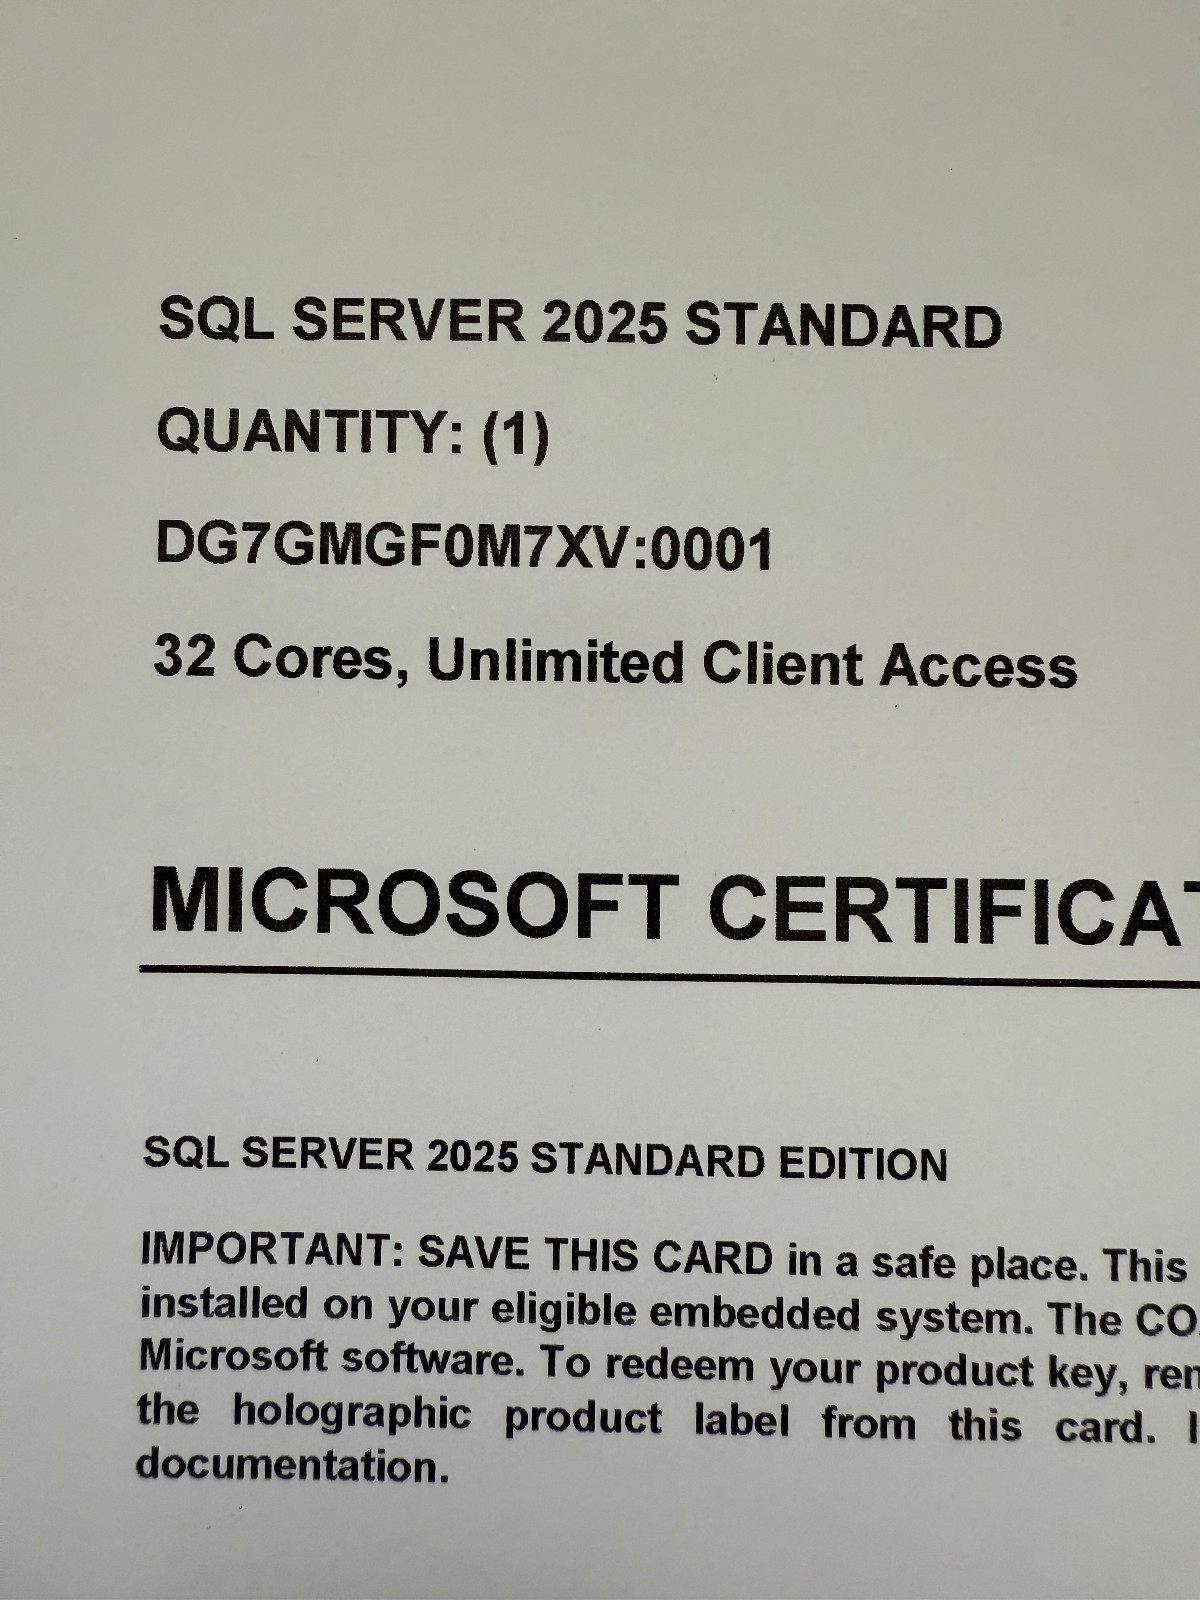 SQL SERVER 2025 STANDARD
QUANTITY: (1)
DG7GMGF0M7XV:0001
32 Cores, Unlimited Client Access
MICROSOFT
SQL SERVER 2025 STANDARD EDITION
IMPORTANT: SAVE THIS CARD in a safe place. This
installed on your eligible embedded system. The
Microsoft software. To redeem your product key,
the holographic product label from this card.
documentation.